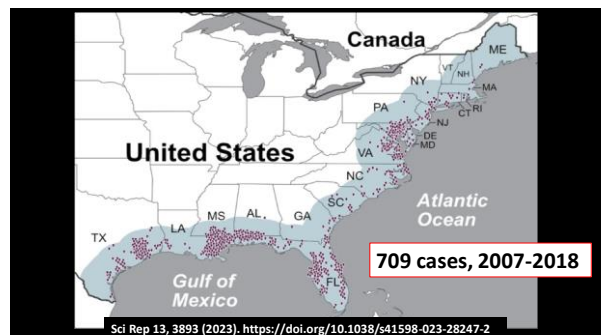 Canada
ME
VT
NH
NY
MA
PA
CT
RI
NJ
DE
MD
United States
VA
NC
SC
Atlantic
Ocean
MS
AL
GA
LA
TX
709 cases, 2007-2018
FL
Gulf of
Mexico
Sci Rep 13, 3893 (2023). https://doi.org/10.1038/s41598-023-28247-2